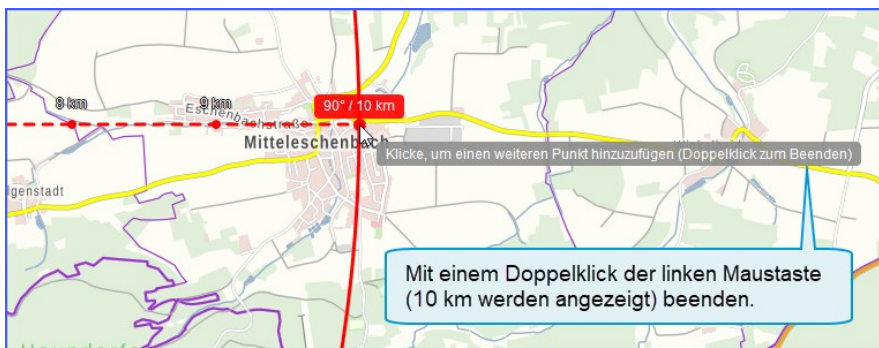 8 km
9 km
Eschenbachstraße
90° / 10 km
Mitteleschenbach
Klicke, um einen weiteren Punkt hinzuzufügen (Doppelklick zum Beenden)
lgenstadt
Mit einem Doppelklick der linken Maustaste
(10 km werden angezeigt) beenden.